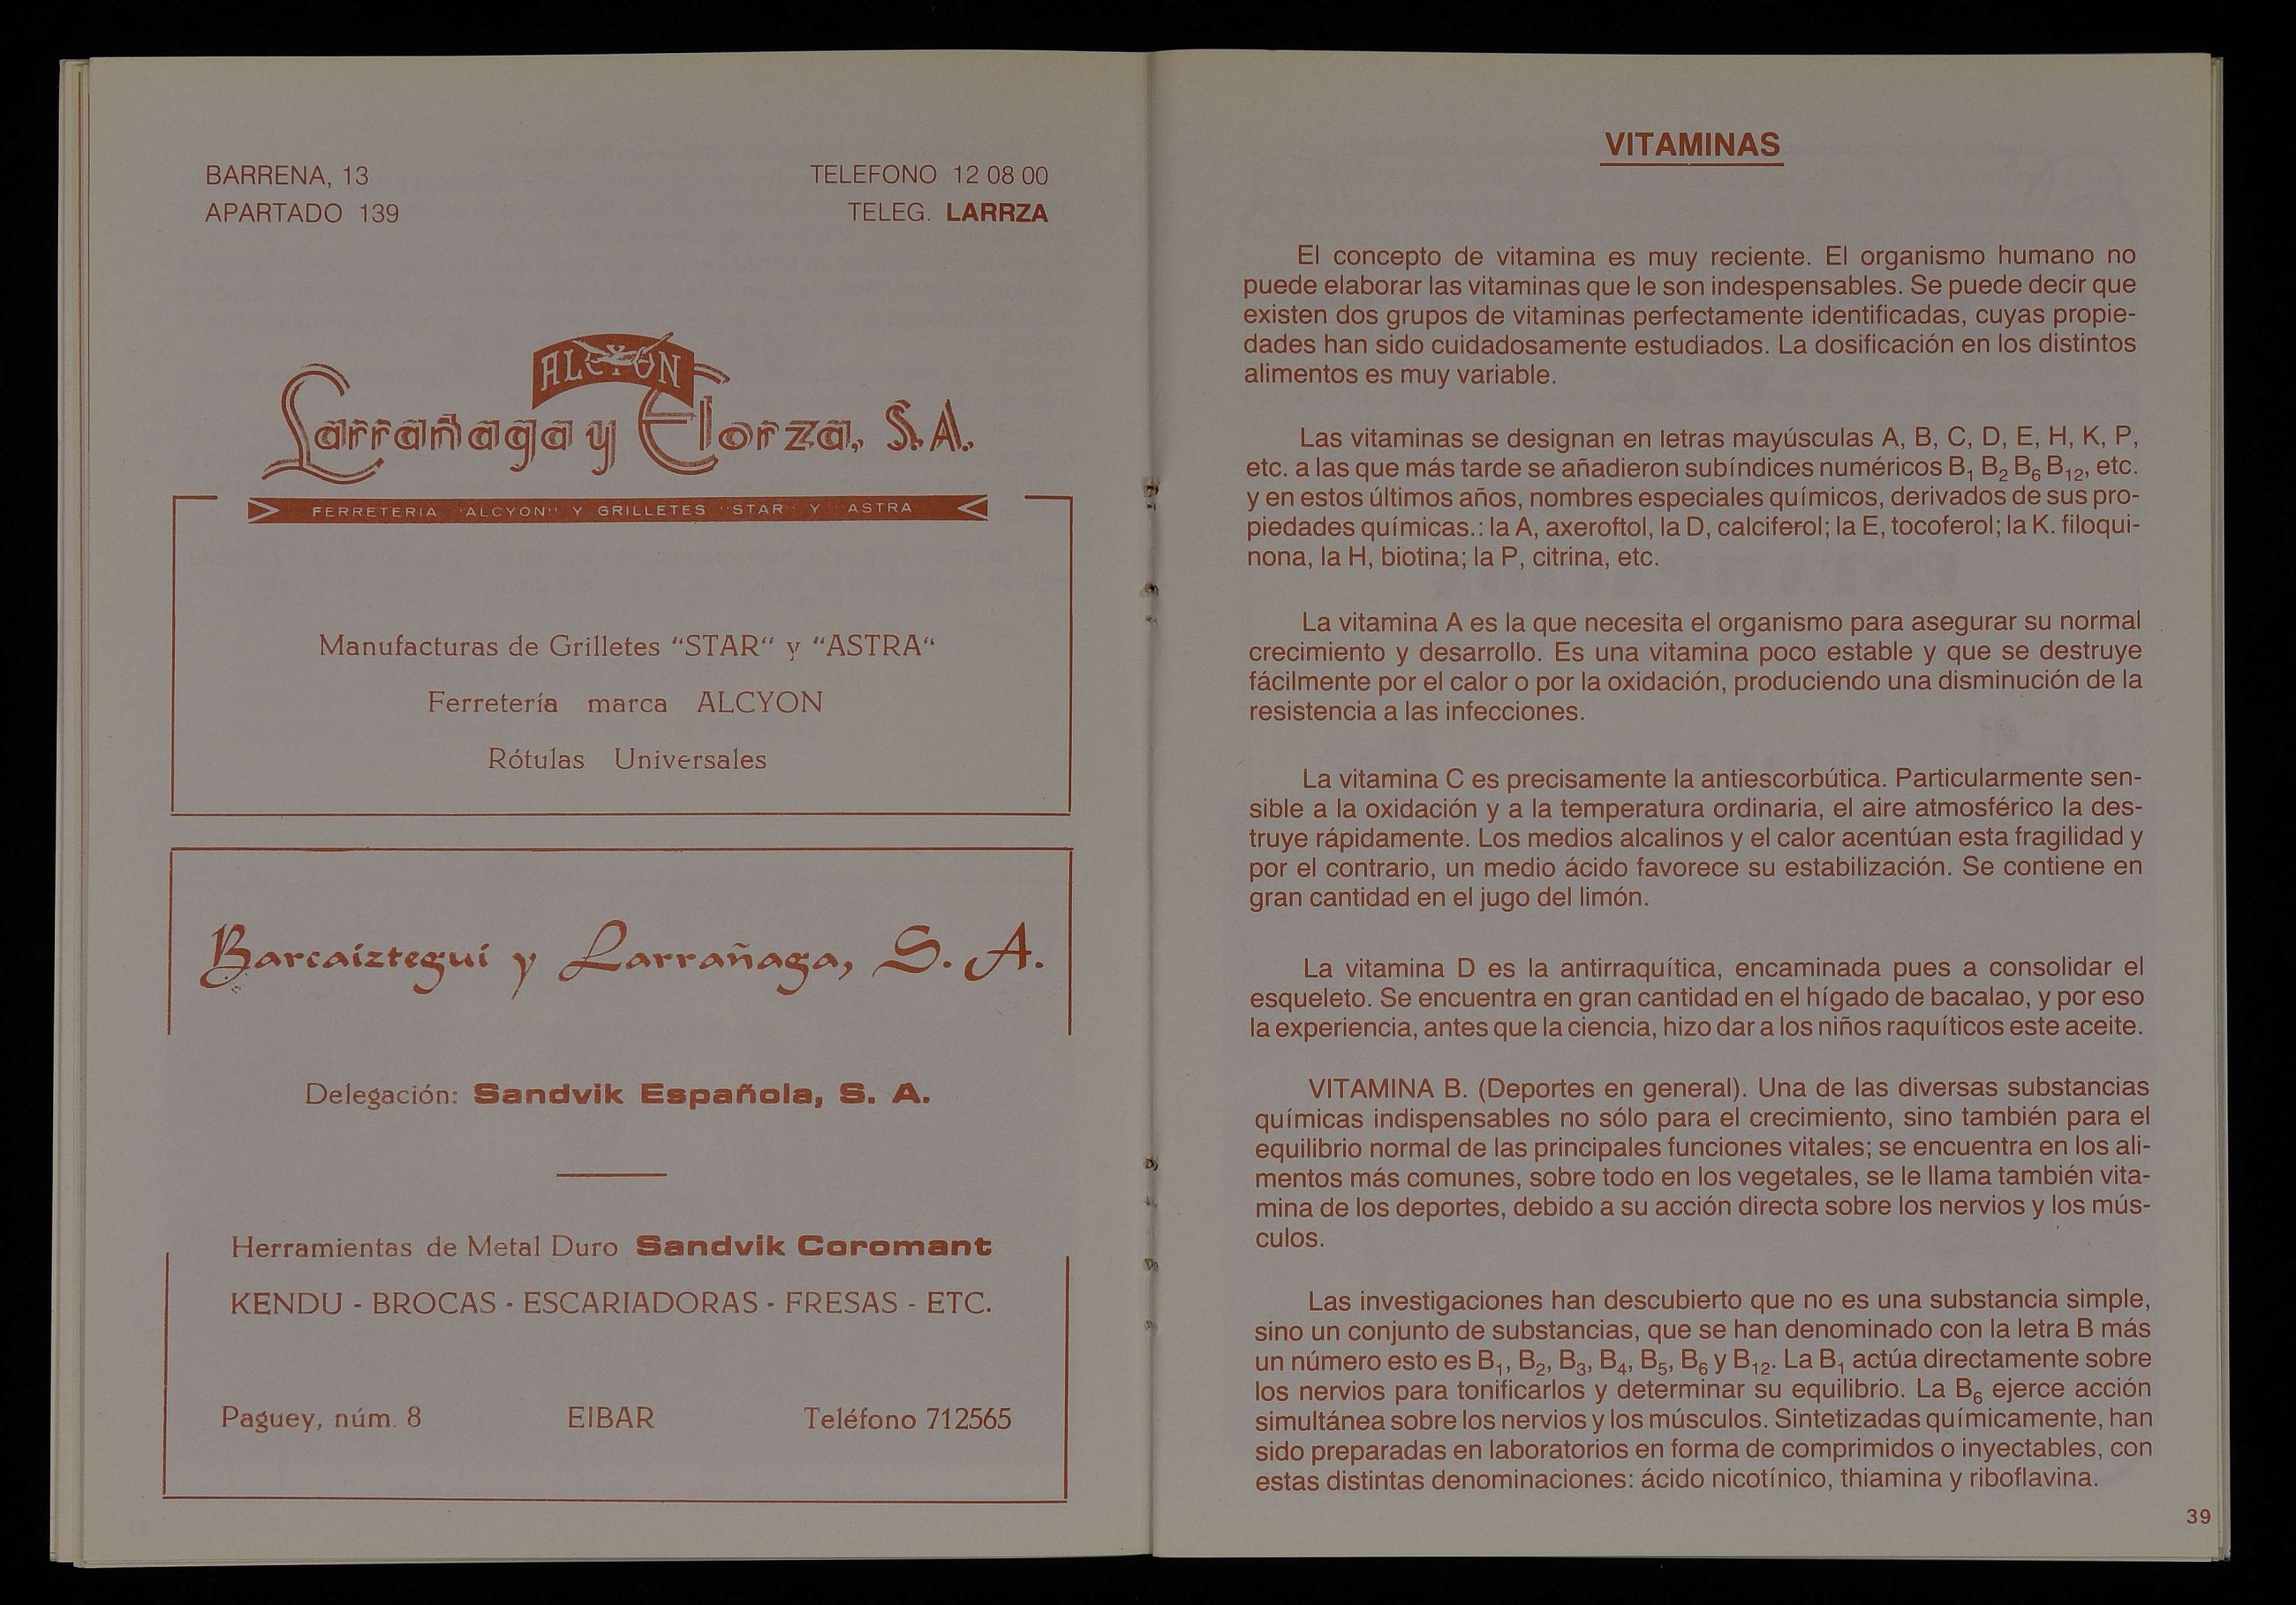 BARRENA, 13
APARTADO 139
TELEFONO 12 08 00
TELEG. LARRZA
ALCYON
Larrañaga y Elorza, S.A.
FERRETERIA "ALCYON" Y GRILLETES "STAR" Y ASTRA
Manufacturas de Grilletes "STAR" y "ASTRA"
Ferretería marca ALCYON
Rótulas Universales
Barcaiztegui y Larrañaga, S. A.
Delegación: Sandvik Española, S. A.
Herramientas de Metal Duro Sandvik Coromant
KENDU - BROCAS - ESCARIADORAS - FRESAS - ETC.
Paguey, núm. 8 EIBAR Teléfono 712565
VITAMINAS
El concepto de vitamina es muy reciente. El organismo humano no
puede elaborar las vitaminas que le son indespensables. Se puede decir que
existen dos grupos de vitaminas perfectamente identificadas, cuyas propie-
dades han sido cuidadosamente estudiados. La dosificación en los distintos
alimentos es muy variable.
Las vitaminas se designan en letras mayúsculas A, B, C, D, E, H, K, P,
etc. a las que más tarde se añadieron subíndices numéricos B₁ B₂ B₆ B₁₂, etc.
y en estos últimos años, nombres especiales químicos, derivados de sus pro-
piedades químicas.: la A, axeroftol, la D, calciferol; la E, tocoferol; la K. filoqui-
nona, la H, biotina; la P, citrina, etc.
La vitamina A es la que necesita el organismo para asegurar su normal
crecimiento y desarrollo. Es una vitamina poco estable y que se destruye
fácilmente por el calor o por la oxidación, produciendo una disminución de la
resistencia a las infecciones.
La vitamina C es precisamente la antiescorbútica. Particularmente sen-
sible a la oxidación y a la temperatura ordinaria, el aire atmosférico la des-
truye rápidamente. Los medios alcalinos y el calor acentúan esta fragilidad y
por el contrario, un medio ácido favorece su estabilización. Se contiene en
gran cantidad en el jugo del limón.
La vitamina D es la antirraquítica, encaminada pues a consolidar el
esqueleto. Se encuentra en gran cantidad en el hígado de bacalao, y por eso
la experiencia, antes que la ciencia, hizo dar a los niños raquíticos este aceite.
VITAMINA B. (Deportes en general). Una de las diversas substancias
químicas indispensables no sólo para el crecimiento, sino también para el
equilibrio normal de las principales funciones vitales; se encuentra en los ali-
mentos más comunes, sobre todo en los vegetales, se le llama también vita-
mina de los deportes, debido a su acción directa sobre los nervios y los mús-
culos.
Las investigaciones han descubierto que no es una substancia simple,
sino un conjunto de substancias, que se han denominado con la letra B más
un número esto es B₁, B₂, B₃, B₄, B₅, B₆ y B₁₂. La B₁ actúa directamente sobre
los nervios para tonificarlos y determinar su equilibrio. La B₆ ejerce acción
simultánea sobre los nervios y los músculos. Sintetizadas químicamente, han
sido preparadas en laboratorios en forma de comprimidos o inyectables, con
estas distintas denominaciones: ácido nicotínico, thiamina y riboflavina.
39